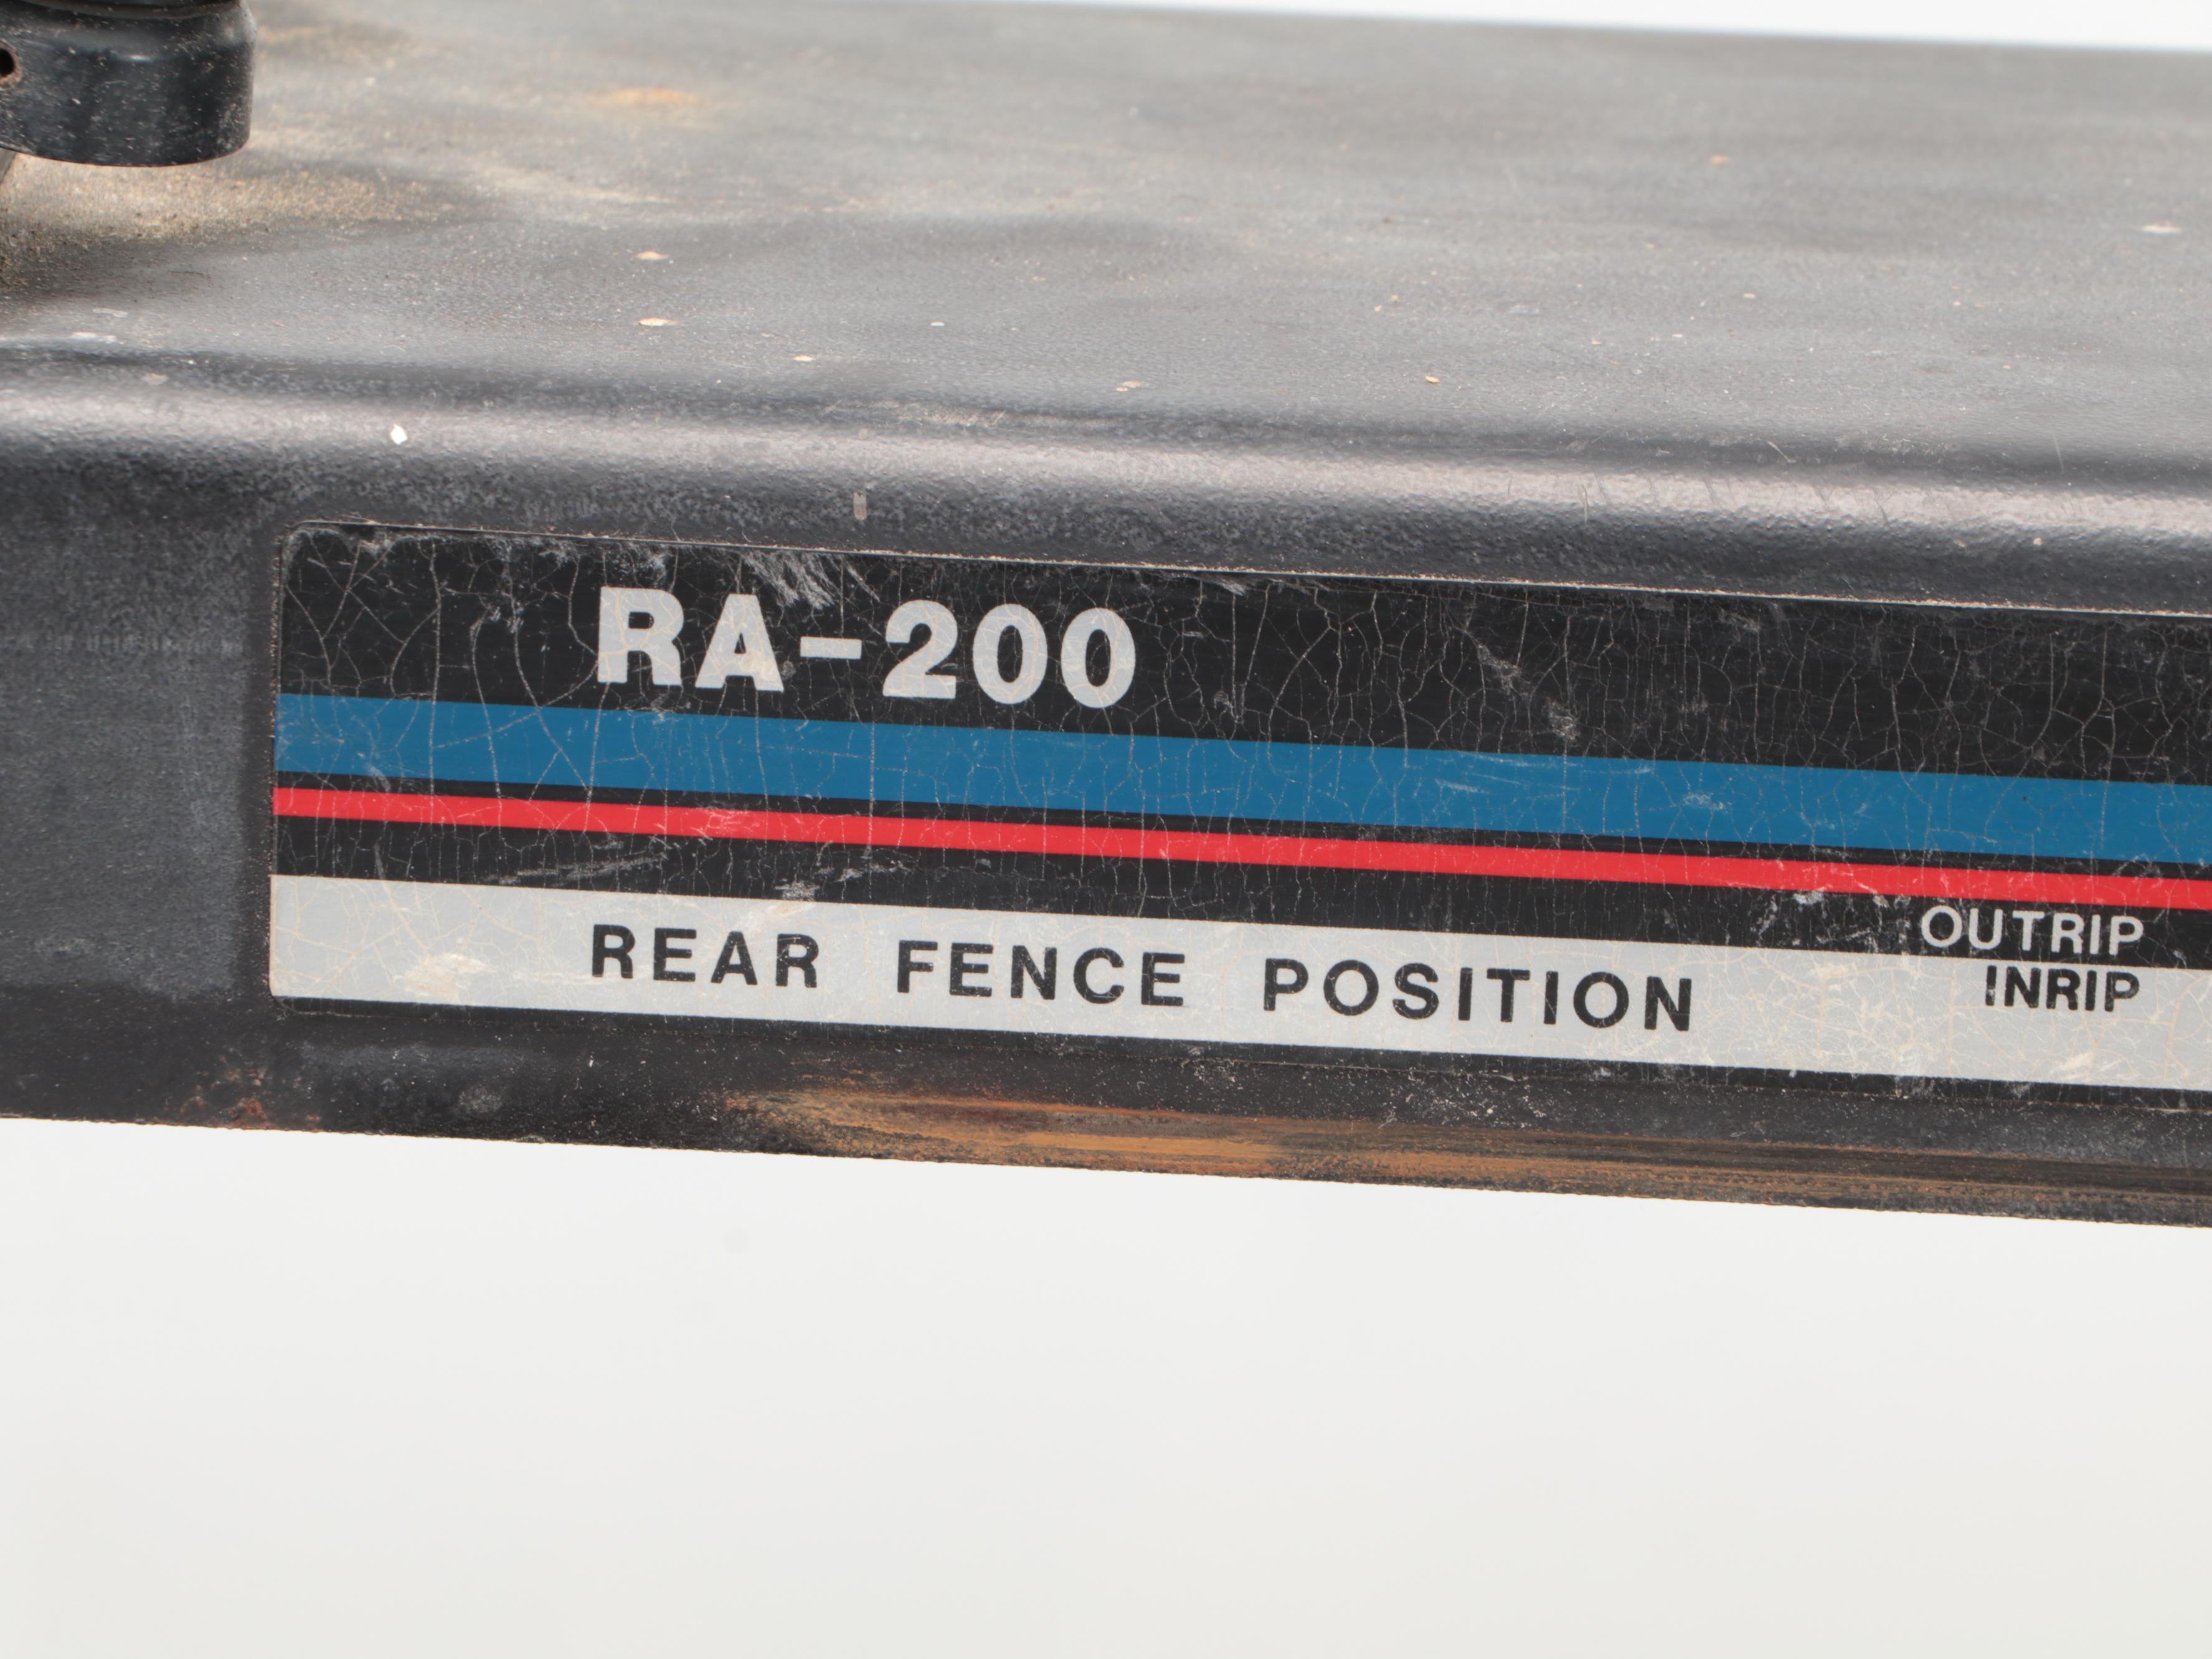 RA-200
OUTRIP
REAR FENCE POSITION INRIP